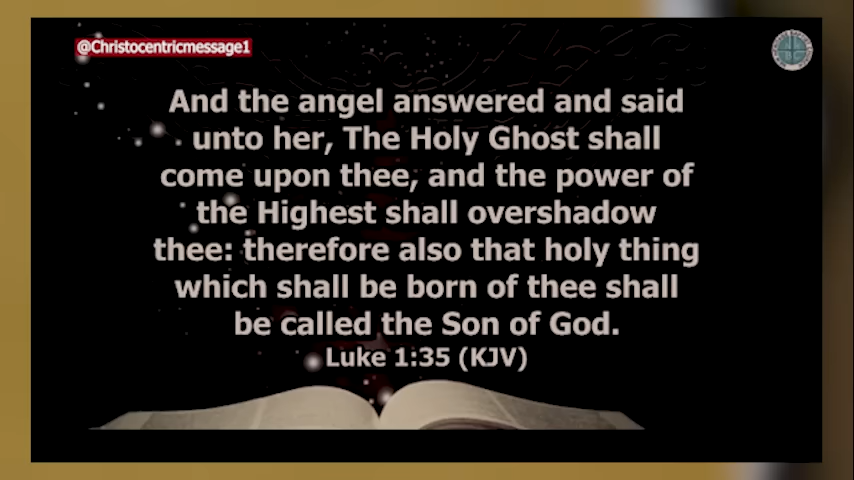 @Christocentricmessage1
And the angel answered and said
unto her, The Holy Ghost shall
come upon thee, and the power of
the Highest shall overshadow
thee: therefore also that holy thing
which shall be born of thee shall
be called the Son of God.
Luke 1:35 (KJV)